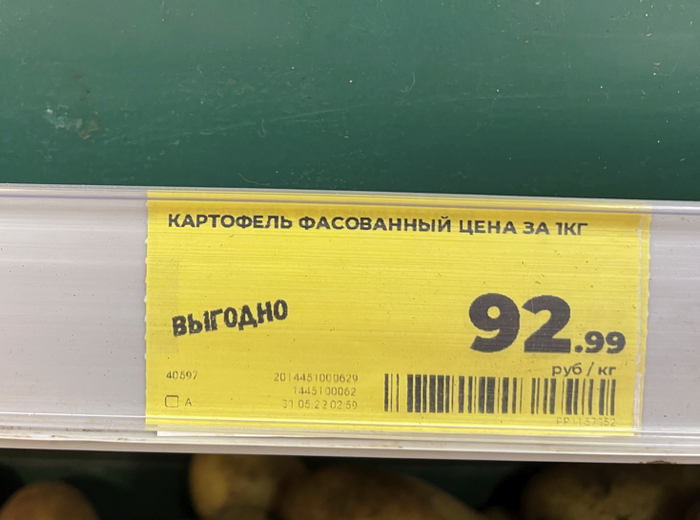 КАРТОФЕЛЬ ФАСОВАННЫЙ ЦЕНА ЗА 1КГ
ВЫГОДНО
92.99
руб / кг
40597
2014451000629
1445100062
31.05.22 02:59
А